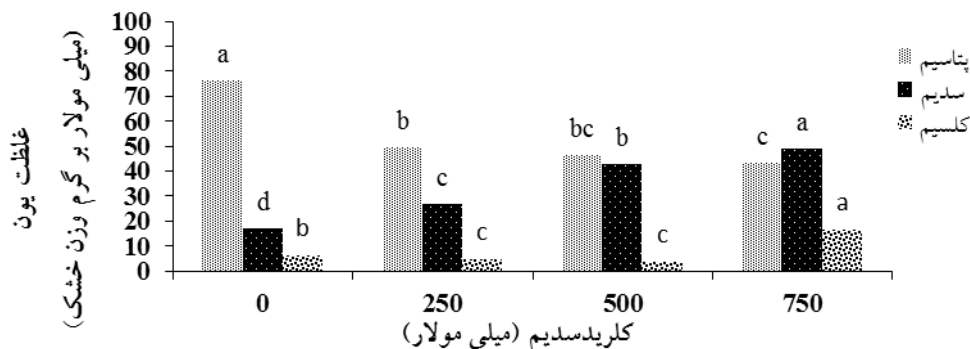 غلظت یون
(میلی مولار بر گرم وزن خشک)
100
90
80
70
60
50
40
30
20
10
0
a
d
b
b
c
c
bc
b
c
c
a
a
پتاسیم
سدیم
کلسیم
0
250
500
750
کلریدسدیم (میلی مولار)